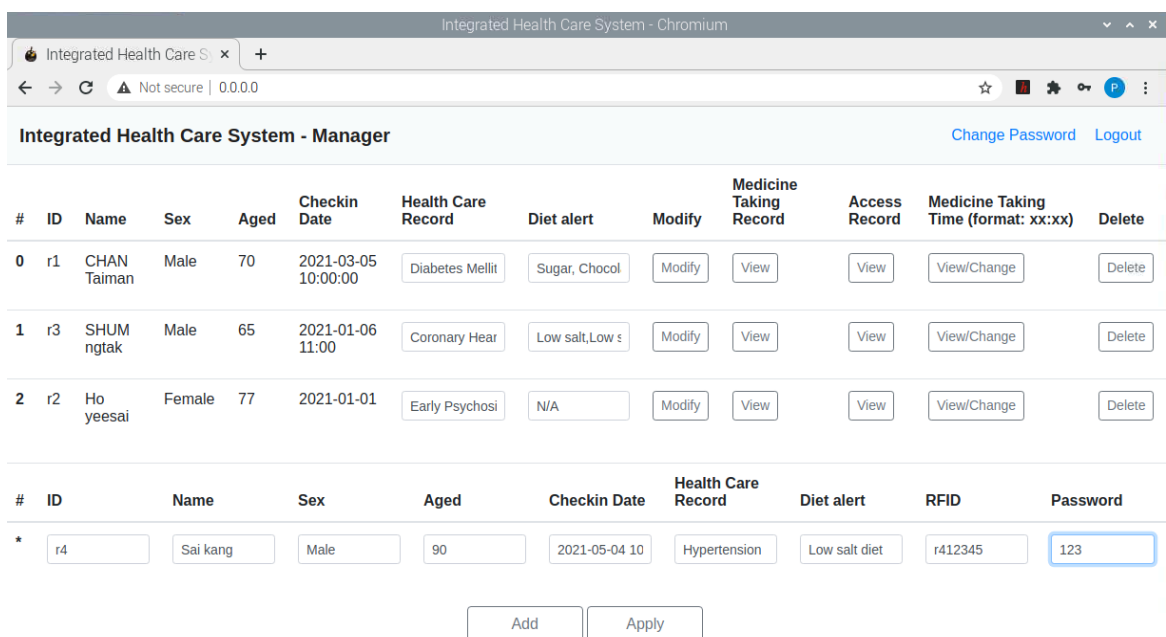 Integrated Health Care System - Chromium
Integrated Health Care S
Not secure | 0.0.0.0
P
Integrated Health Care System - Manager Change Password Logout
# ID Name Sex Aged Checkin Date Health Care Record Diet alert Modify Medicine Taking Record Access Record Medicine Taking Time (format: xx:xx) Delete
0 r1 CHAN Taiman Male 70 2021-03-05 10:00:00 Diabetes Mellit Sugar, Chocol Modify View View View/Change Delete
1 r3 SHUM ngtak Male 65 2021-01-06 11:00 Coronary Hear Low salt,Low s Modify View View View/Change Delete
2 r2 Ho yeesai Female 77 2021-01-01 Early Psychosi N/A Modify View View View/Change Delete
# ID Name Sex Aged Checkin Date Health Care Record Diet alert RFID Password
* r4 Sai kang Male 90 2021-05-04 10 Hypertension Low salt diet r412345 123
Add Apply